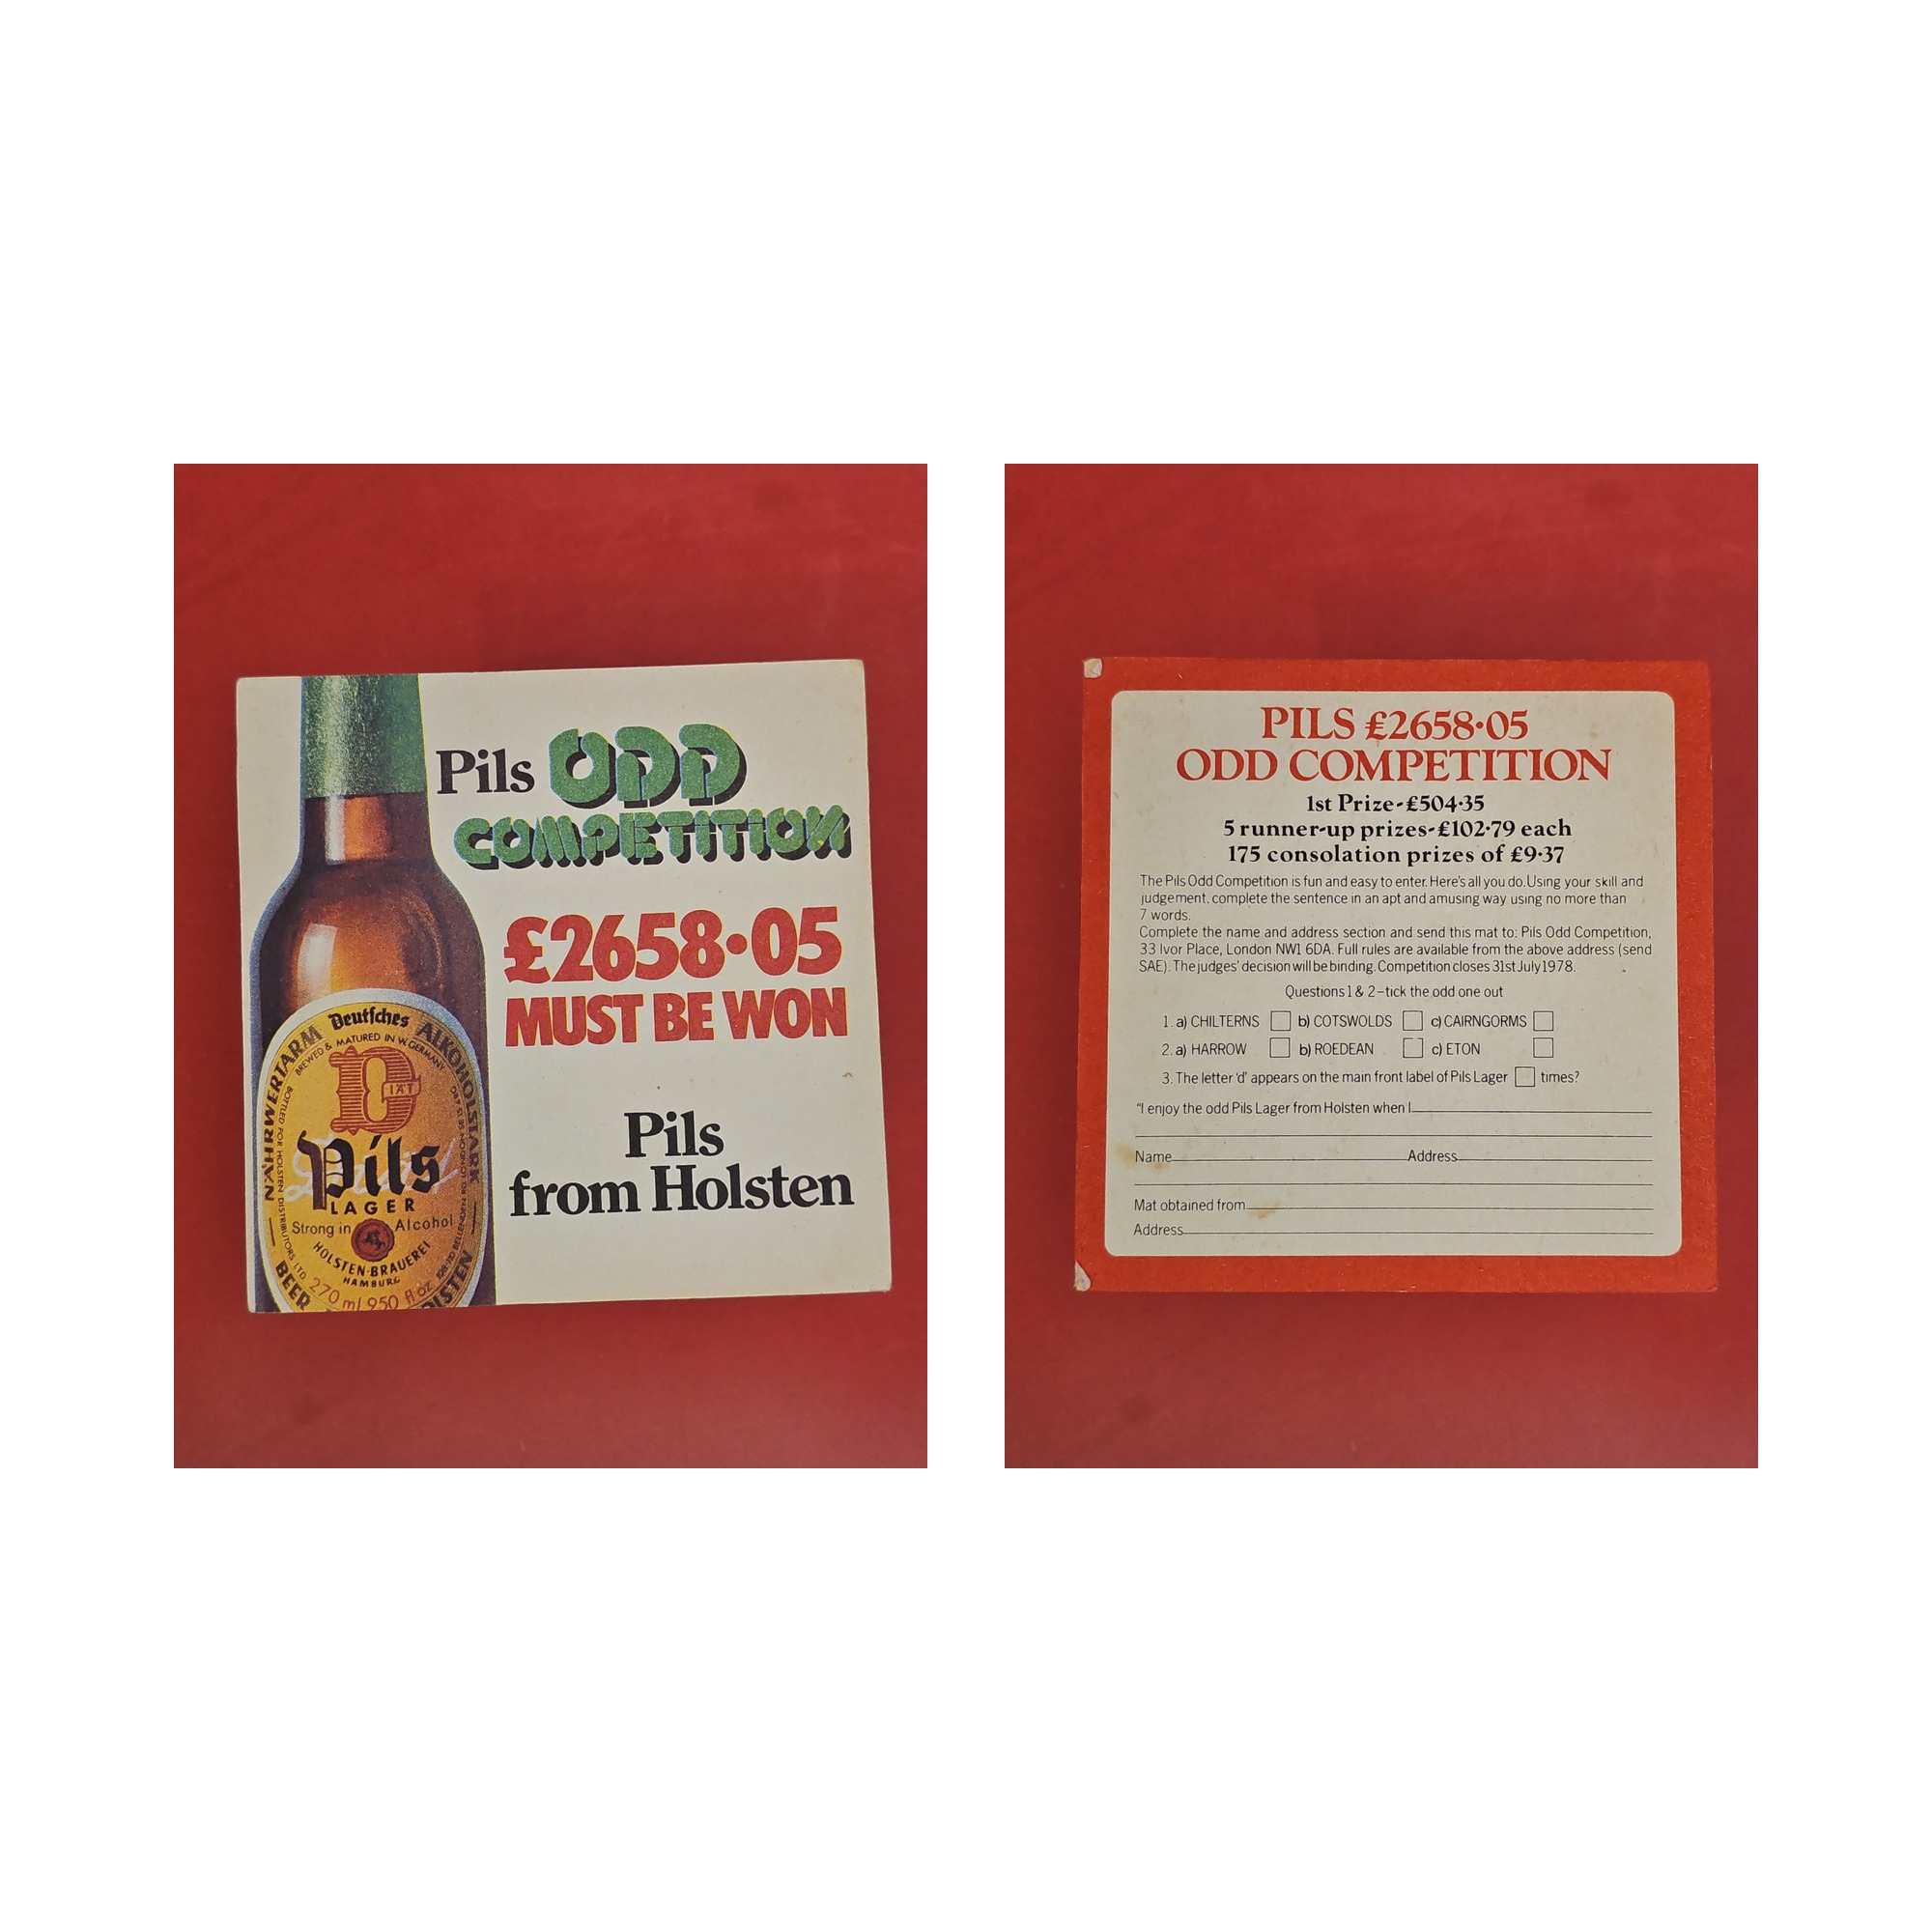 Pils ODD
COMPETITION
£2658·05
MUST BE WON
Pils
from Holsten
NÄHRWERTARM Deutsches ALKOHOLSTARK
BREWED & MATURED IN W. GERMANY
BOTTLED FOR HOLSTEN DISTRIBUTORS LTD
D
IÄT
Pils
LAGER
Strong in Alcohol
HOLSTEN-BRAUEREI
HAMBURG
270 ml 950 fl oz
BEER
PILS £2658·05
ODD COMPETITION
1st Prize-£504·35
5 runner-up prizes-£102·79 each
175 consolation prizes of £9·37
The Pils Odd Competition is fun and easy to enter. Here's all you do. Using your skill and
judgement, complete the sentence in an apt and amusing way using no more than
7 words.
Complete the name and address section and send this mat to: Pils Odd Competition,
33 Ivor Place, London NW1 6DA. Full rules are available from the above address (send
SAE). The judges' decision will be binding. Competition closes 31st July 1978.
Questions 1 & 2-tick the odd one out
1. a) CHILTERNS b) COTSWOLDS c) CAIRNGORMS
2. a) HARROW b) ROEDEAN c) ETON
3. The letter 'd' appears on the main front label of Pils Lager times?
"I enjoy the odd Pils Lager from Holsten when I
Name Address
Mat obtained from
Address